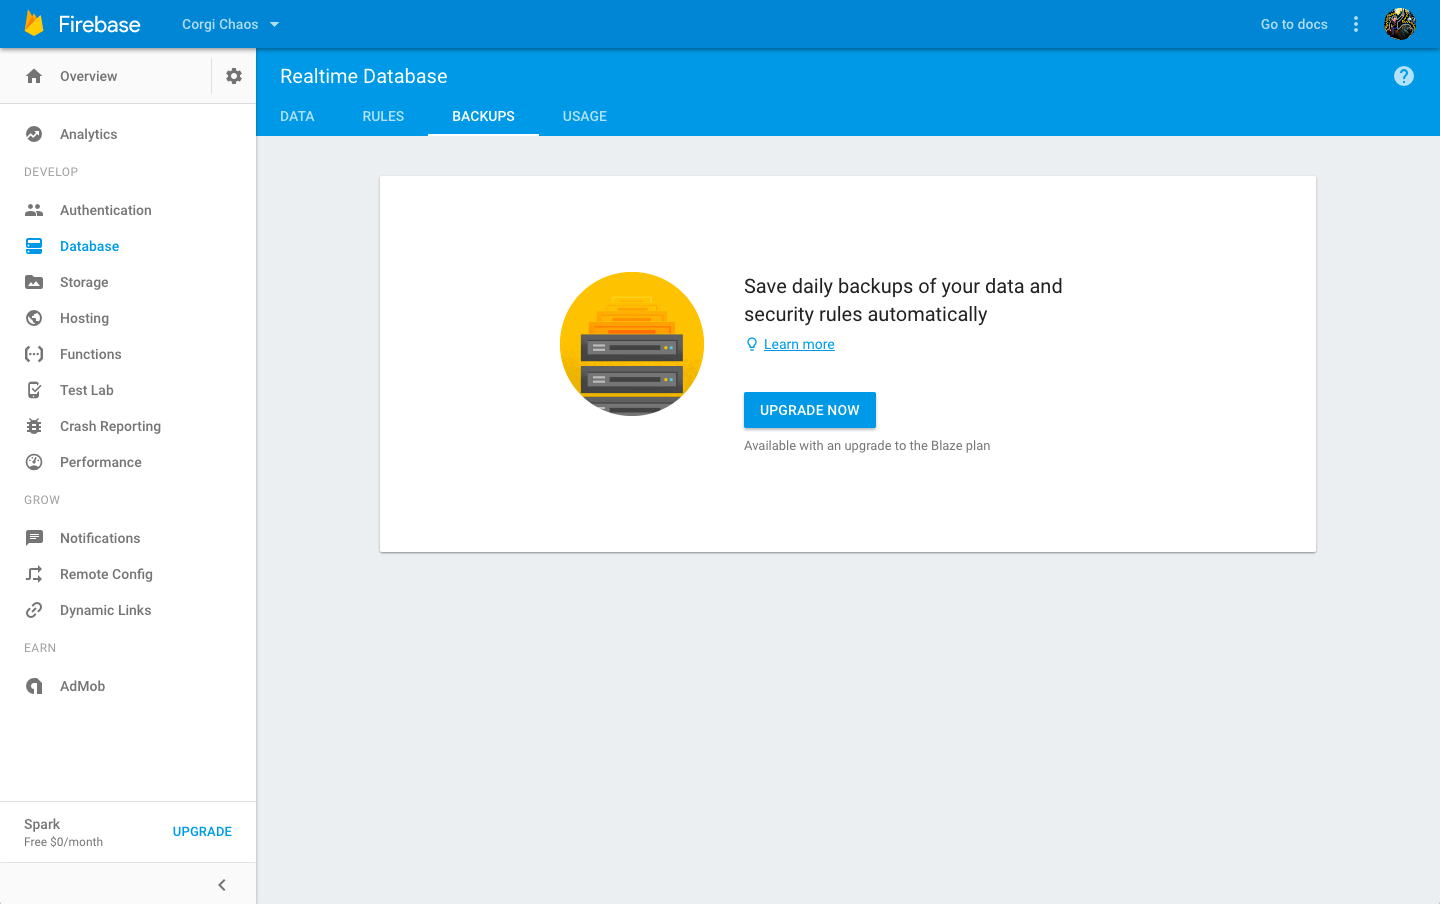 Firebase
Corgi Chaos
Go to docs
Overview
Realtime Database
?
DATA
RULES
BACKUPS
USAGE
Analytics
DEVELOP
Authentication
Database
Storage
Hosting
Functions
Test Lab
Crash Reporting
Performance
GROW
Notifications
Remote Config
Dynamic Links
EARN
AdMob
Spark
Free $0/month
UPGRADE
Save daily backups of your data and
security rules automatically
Learn more
UPGRADE NOW
Available with an upgrade to the Blaze plan